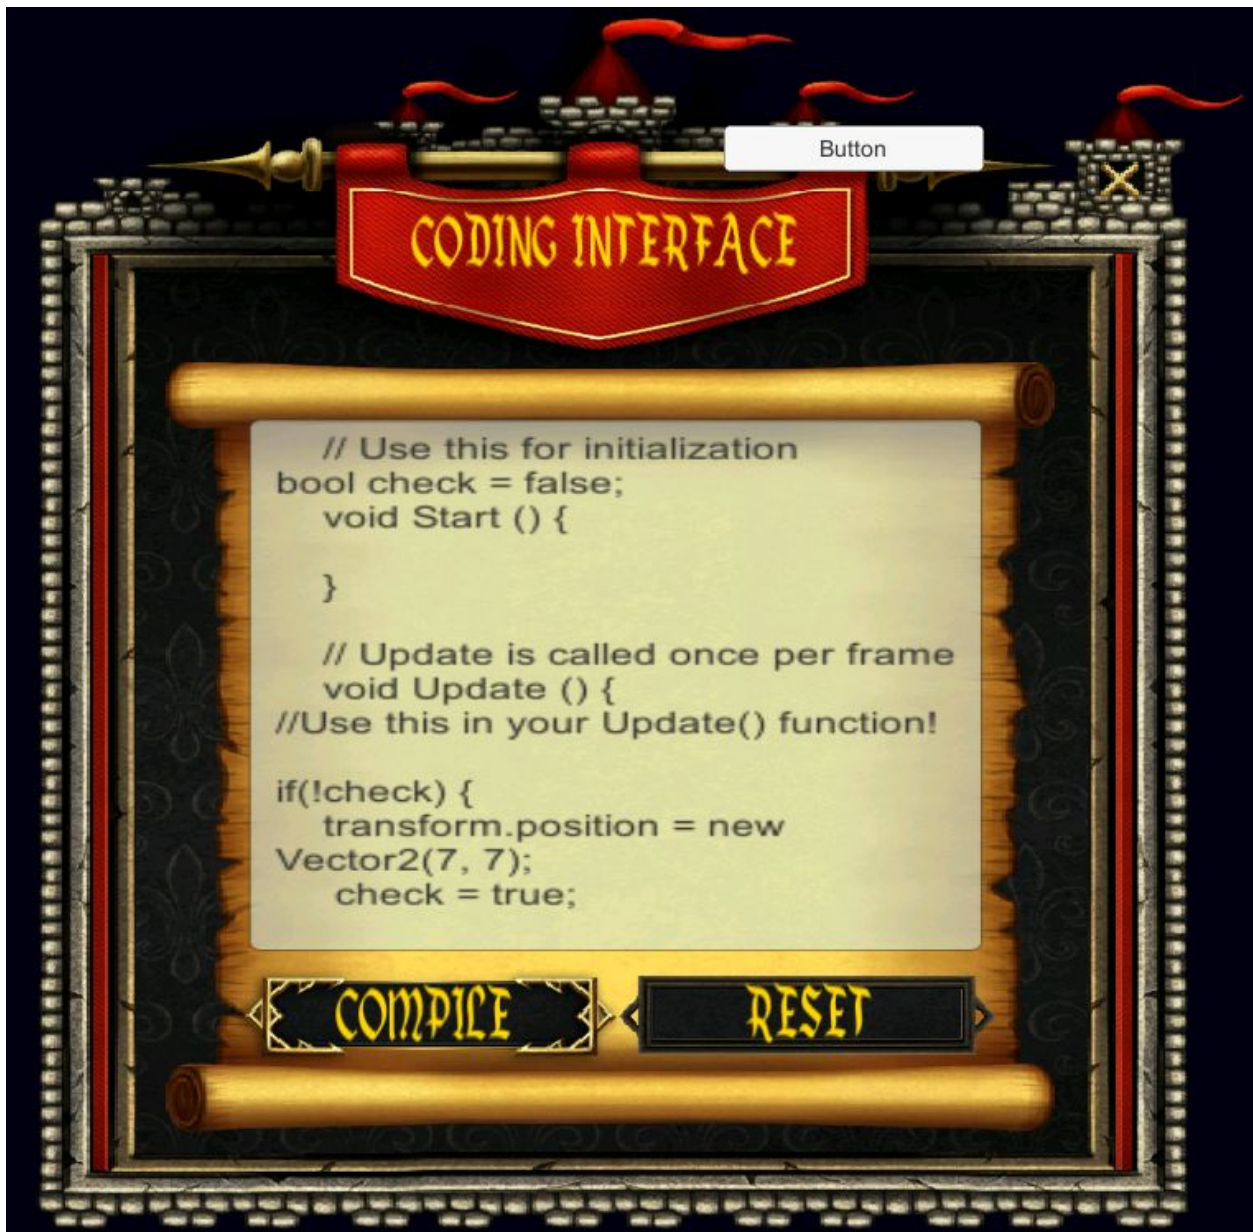 Button
CODING INTERFACE
// Use this for initialization
bool check = false;
void Start () {
}
// Update is called once per frame
void Update () {
//Use this in your Update() function!
if(!check) {
transform.position = new
Vector2(7, 7);
check = true;
COMPILE
RESET